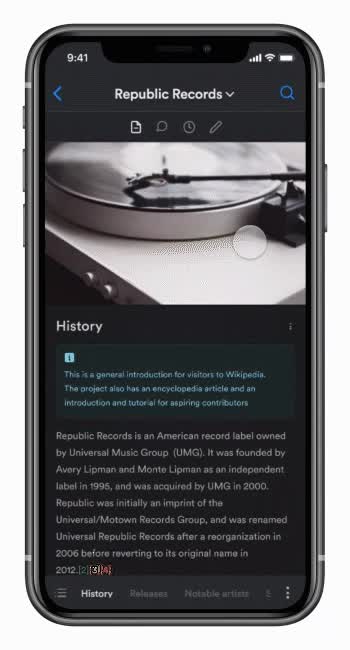 9:41
Republic Records
History
This is a general introduction for visitors to Wikipedia.
The project also has an encyclopedia article and an
introduction and tutorial for aspiring contributors
Republic Records is an American record label owned
by Universal Music Group (UMG). It was founded by
Avery Lipman and Monte Lipman as an independent
label in 1995, and was acquired by UMG in 2000.
Republic was initially an imprint of the
Universal/Motown Records Group, and was renamed
Universal Republic Records after a reorganization in
2006 before reverting to its original name in
2012.[2][3][4]
History Releases Notable artists S